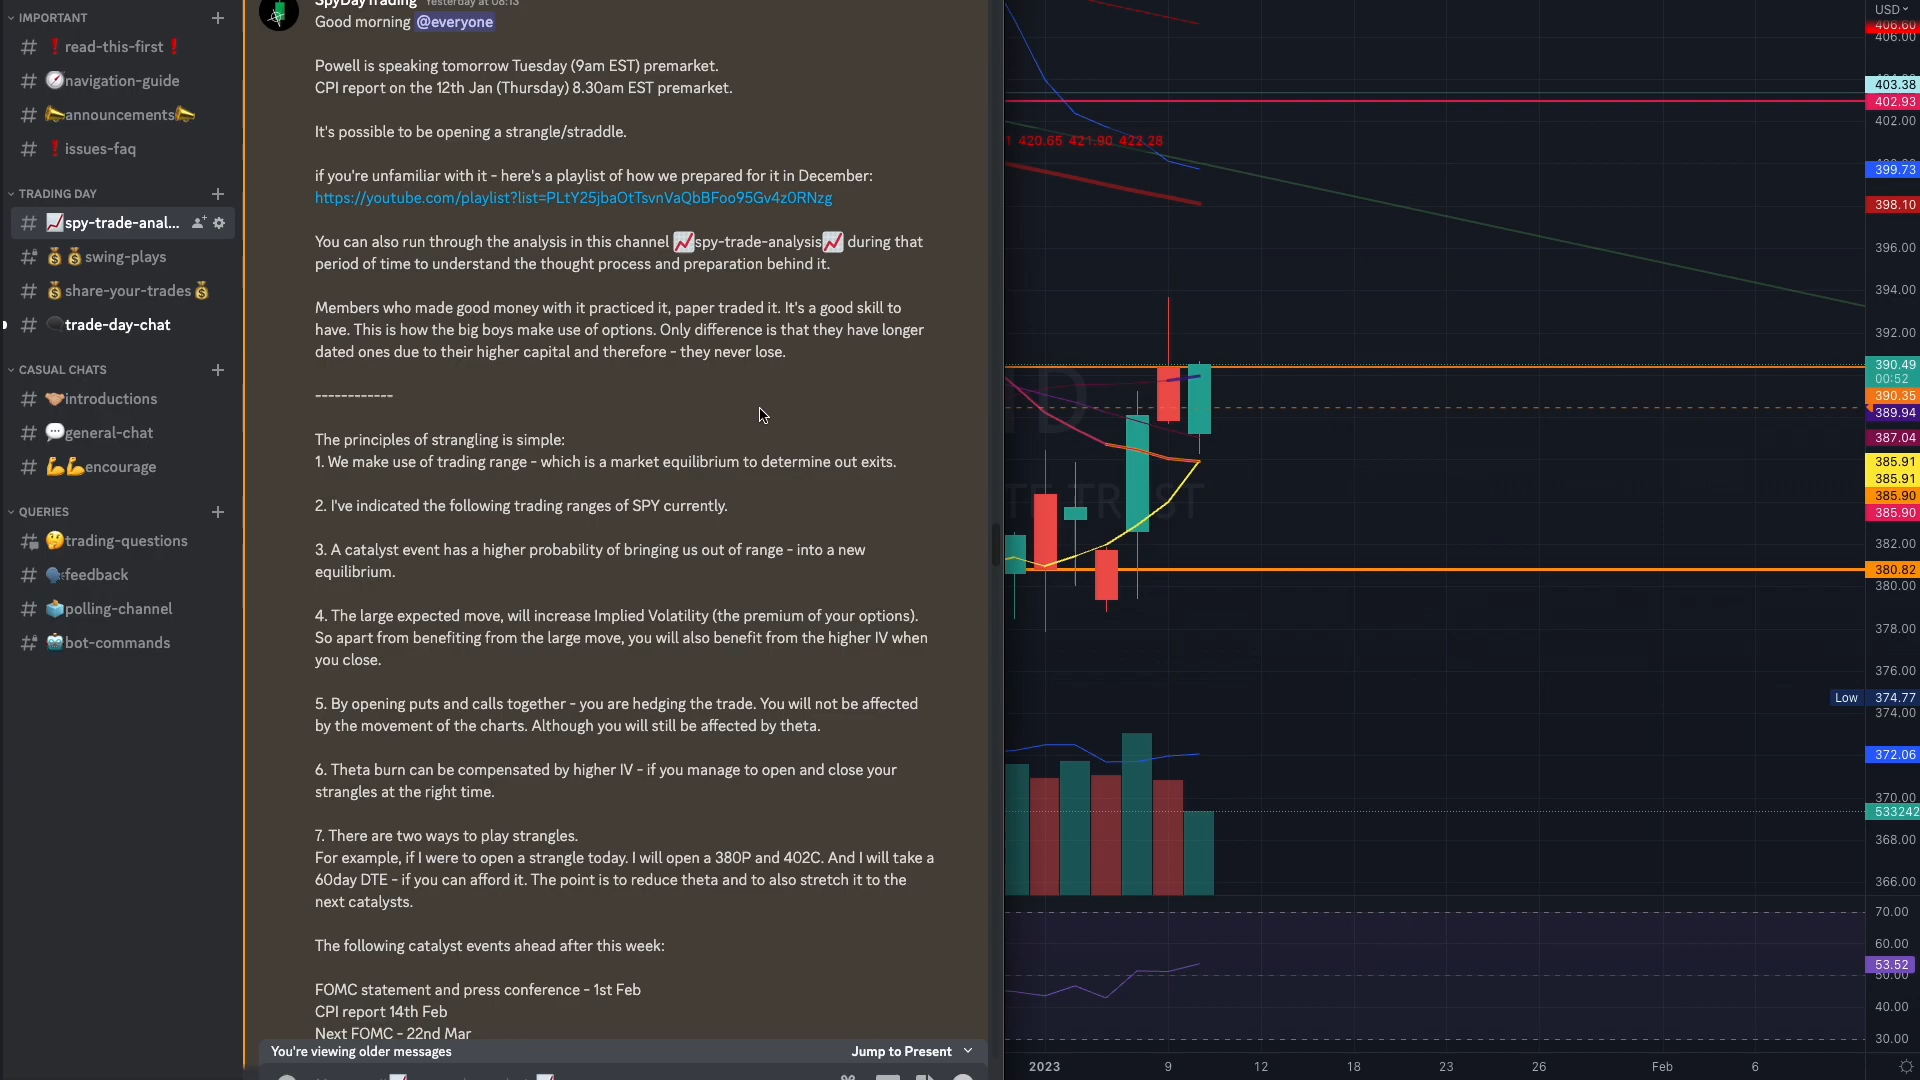 IMPORTANT
read-this-first
navigation-guide
announcements
issues-faq
TRADING DAY
spy-trade-anal...
swing-plays
share-your-trades
trade-day-chat
CASUAL CHATS
introductions
general-chat
encourage
QUERIES
trading-questions
feedback
polling-channel
bot-commands
SpyDayTrading Yesterday at 08:13
Good morning @everyone
Powell is speaking tomorrow Tuesday (9am EST) premarket.
CPI report on the 12th Jan (Thursday) 8.30am EST premarket.
It's possible to be opening a strangle/straddle.
if you're unfamiliar with it - here's a playlist of how we prepared for it in December:
https://youtube.com/playlist?list=PLtY25jbaOtTsvnVaQbBFoo95Gv4z0RNzg
You can also run through the analysis in this channel spy-trade-analysis during that
period of time to understand the thought process and preparation behind it.
Members who made good money with it practiced it, paper traded it. It's a good skill to
have. This is how the big boys make use of options. Only difference is that they have longer
dated ones due to their higher capital and therefore - they never lose.
------------
The principles of strangling is simple:
1. We make use of trading range - which is a market equilibrium to determine out exits.
2. I've indicated the following trading ranges of SPY currently.
3. A catalyst event has a higher probability of bringing us out of range - into a new
equilibrium.
4. The large expected move, will increase Implied Volatility (the premium of your options).
So apart from benefiting from the large move, you will also benefit from the higher IV when
you close.
5. By opening puts and calls together - you are hedging the trade. You will not be affected
by the movement of the charts. Although you will still be affected by theta.
6. Theta burn can be compensated by higher IV - if you manage to open and close your
strangles at the right time.
7. There are two ways to play strangles.
For example, if I were to open a strangle today. I will open a 380P and 402C. And I will take a
60day DTE - if you can afford it. The point is to reduce theta and to also stretch it to the
next catalysts.
The following catalyst events ahead after this week:
FOMC statement and press conference - 1st Feb
CPI report 14th Feb
Next FOMC - 22nd Mar
You're viewing older messages
Jump to Present
USD
406.60
406.00
403.38
402.93
402.00
420.65 421.90 422.28
399.73
398.10
396.00
394.00
392.00
390.49
00:52
390.35
389.94
387.04
385.91
385.91
385.90
385.90
382.00
380.82
380.00
378.00
376.00
Low 374.77
374.00
372.06
370.00
533242
368.00
366.00
70.00
60.00
53.52
50.00
40.00
30.00
2023 9 12 18 23 26 Feb 6